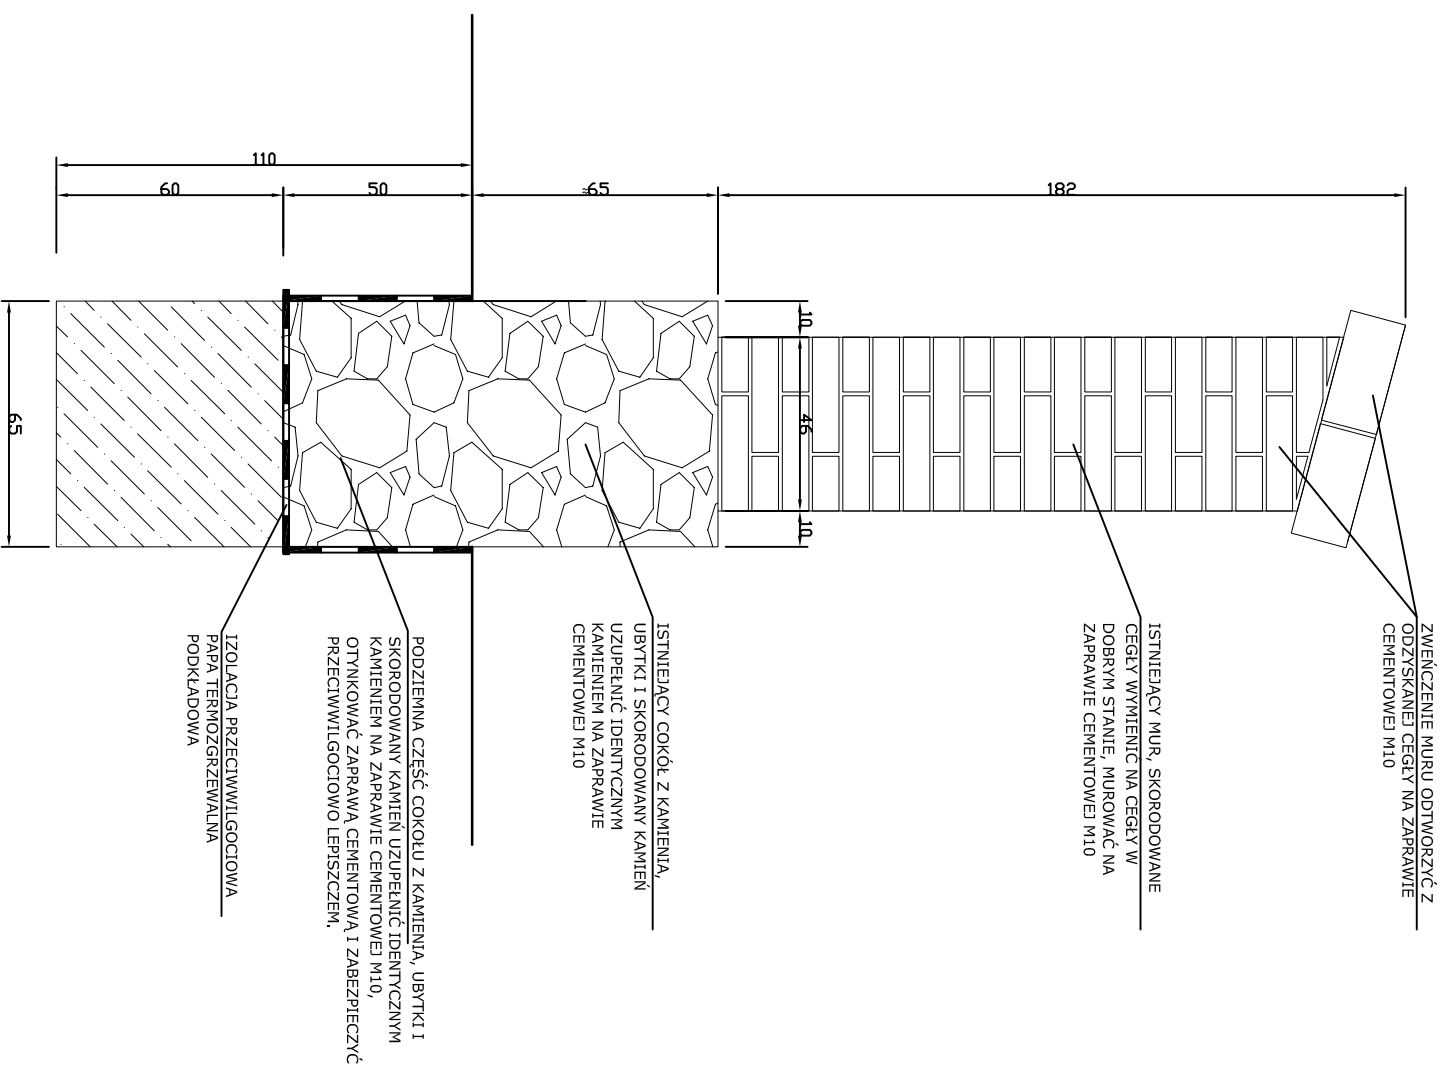 ZWEŃCZENIE MURU ODTWORZYĆ Z
ODZYSKANEJ CEGŁY NA ZAPRAWIE
CEMENTOWEJ M10
ISTNIEJĄCY MUR, SKORODOWANE
CEGŁY WYMIENIĆ NA CEGŁY W
DOBRYM STANIE, MUROWAĆ NA
ZAPRAWIE CEMENTOWEJ M10
ISTNIEJĄCY COKÓŁ Z KAMIENIA,
UBYTKI I SKORODOWANY KAMIEŃ
UZUPEŁNIĆ IDENTYCZNYM
KAMIENIEM NA ZAPRAWIE
CEMENTOWEJ M10
PODZIEMNA CZĘŚĆ COKOŁU Z KAMIENIA, UBYTKI I
SKORODOWANY KAMIEŃ UZUPEŁNIĆ IDENTYCZNYM
KAMIENIEM NA ZAPRAWIE CEMENTOWEJ M10,
OTYNKOWAĆ ZAPRAWĄ CEMENTOWĄ I ZABEZPIECZYĆ
PRZECIWWILGOCIOWO LEPISZCZEM.
IZOLACJA PRZECIWWILGOCIOWA
PAPA TERMOZGRZEWALNA
PODKŁADOWA
182
≈65
50
60
110
10
46
10
65